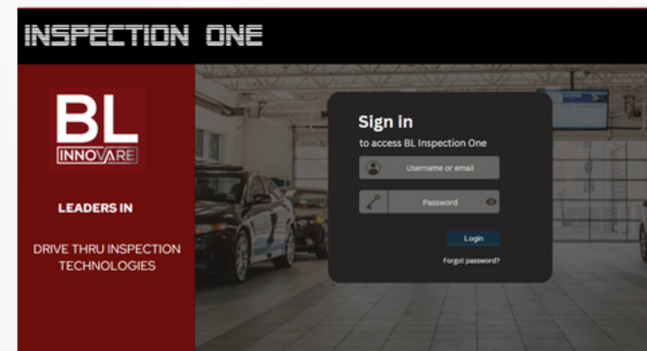 INSPECTION ONE
BL
INNOVARE
LEADERS IN
DRIVE THRU INSPECTION
TECHNOLOGIES
Sign in
to access BL Inspection One
Username or email
Password
Login
Forgot password?